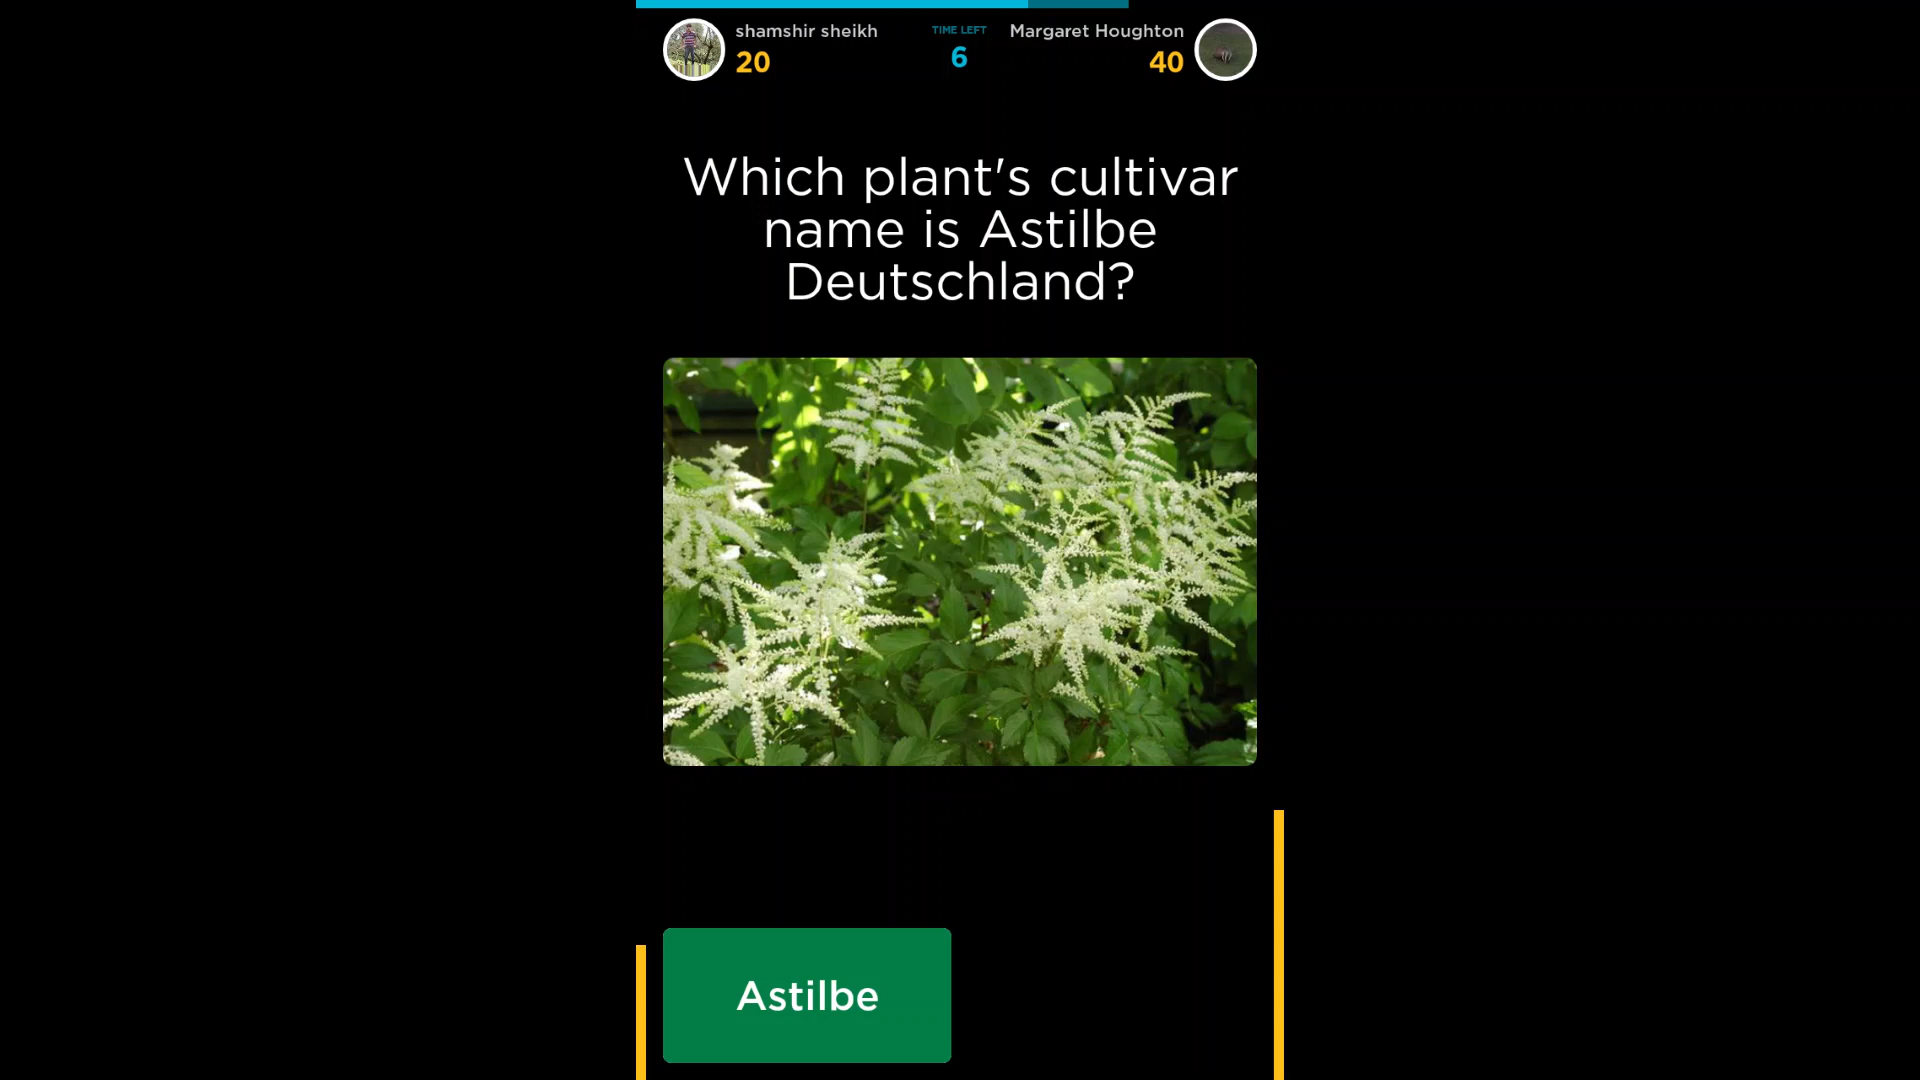 shamshir sheikh
20
TIME LEFT
6
Margaret Houghton
40
Which plant's cultivar
name is Astilbe
Deutschland?
Astilbe